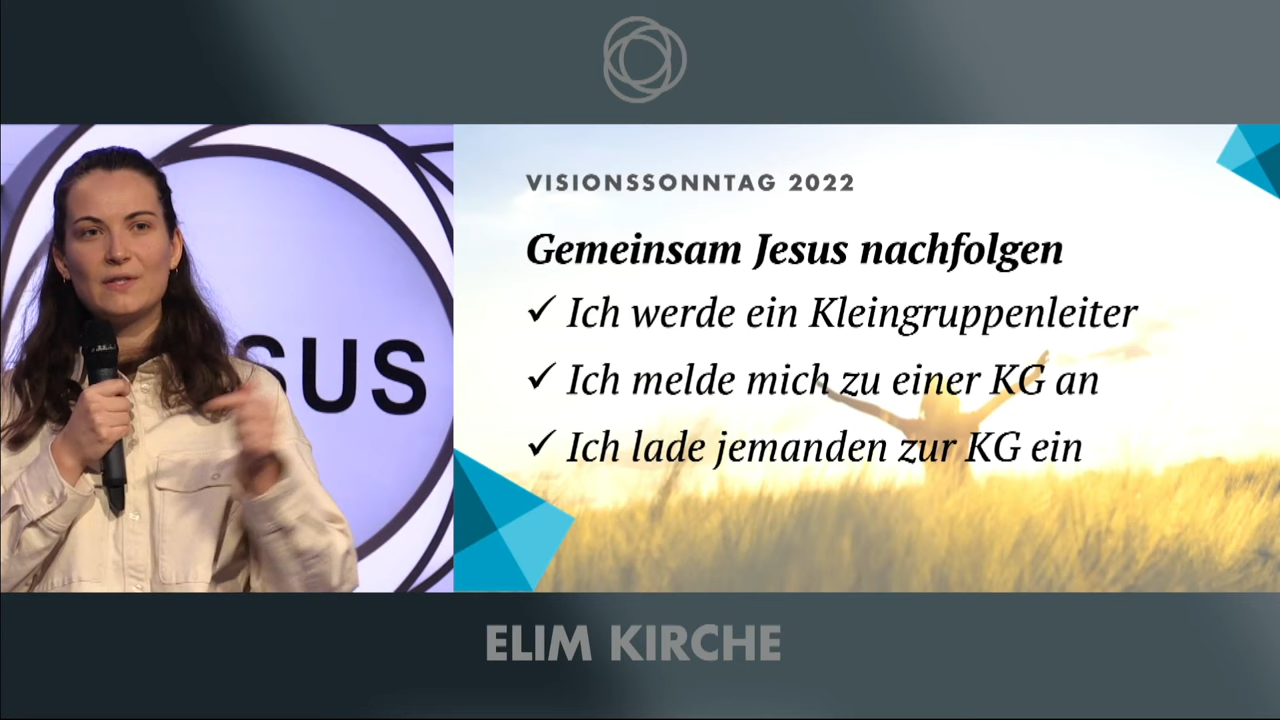 SUS
VISIONSSONNTAG 2022
Gemeinsam Jesus nachfolgen
✓ Ich werde ein Kleingruppenleiter
✓ Ich melde mich zu einer KG an
✓ Ich lade jemanden zur KG ein
ELIM KIRCHE